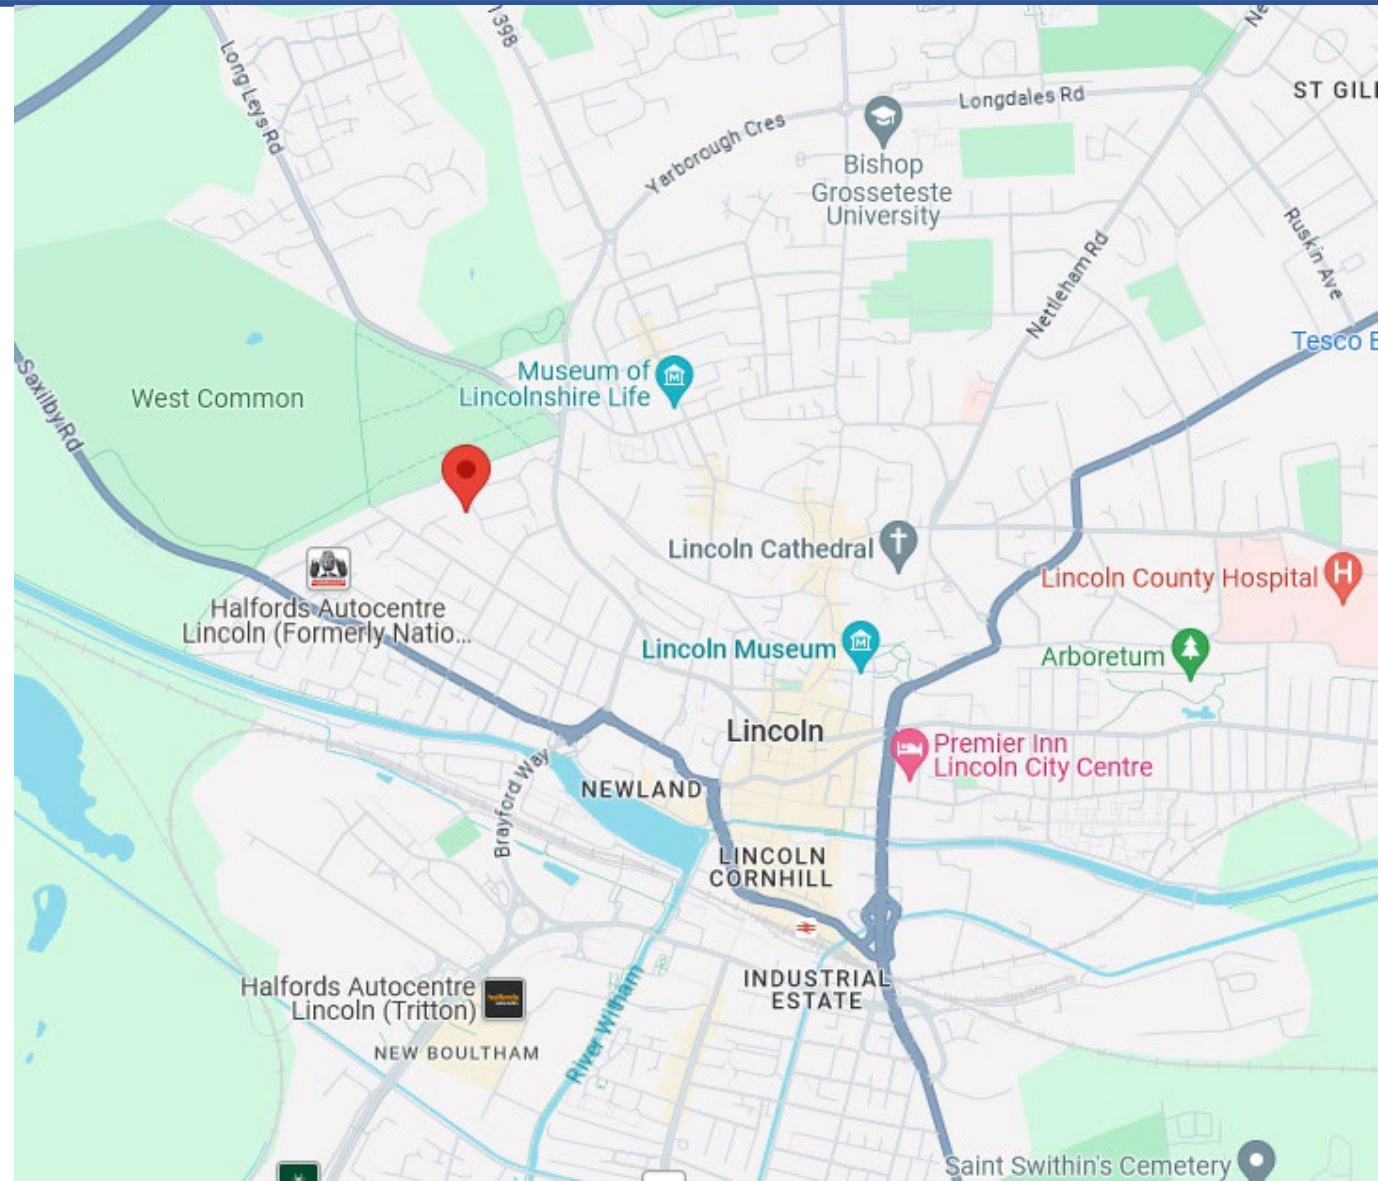 1398
Ne
Long Leys Rd
Longdales Rd
ST GIL
Yarborough Cres
Bishop
Grosseteste
University
Ruskin Ave
Nettleham Rd
Tesco E
Museum of
Lincolnshire Life
West Common
Saxilby Rd
Lincoln Cathedral
Lincoln County Hospital
H
Halfords Autocentre
Lincoln (Formerly Natio...
Lincoln Museum
M
Arboretum
Lincoln
Premier Inn
Lincoln City Centre
Brayford Way
NEWLAND
LINCOLN
CORNHILL
Halfords Autocentre
Lincoln (Tritton)
halfords
INDUSTRIAL
ESTATE
River Witham
NEW BOULTHAM
Saint Swithin's Cemetery